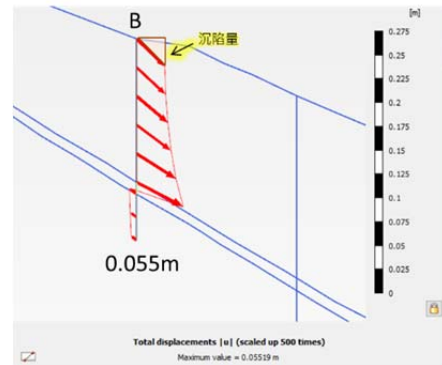 [m]
B
沉陷量
0.275
0.25
0.225
0.2
0.175
0.15
0.125
0.1
0.075
0.05
0.025
0
0.055m
Total displacements |u| (scaled up 500 times)
Maximum value = 0.05519 m